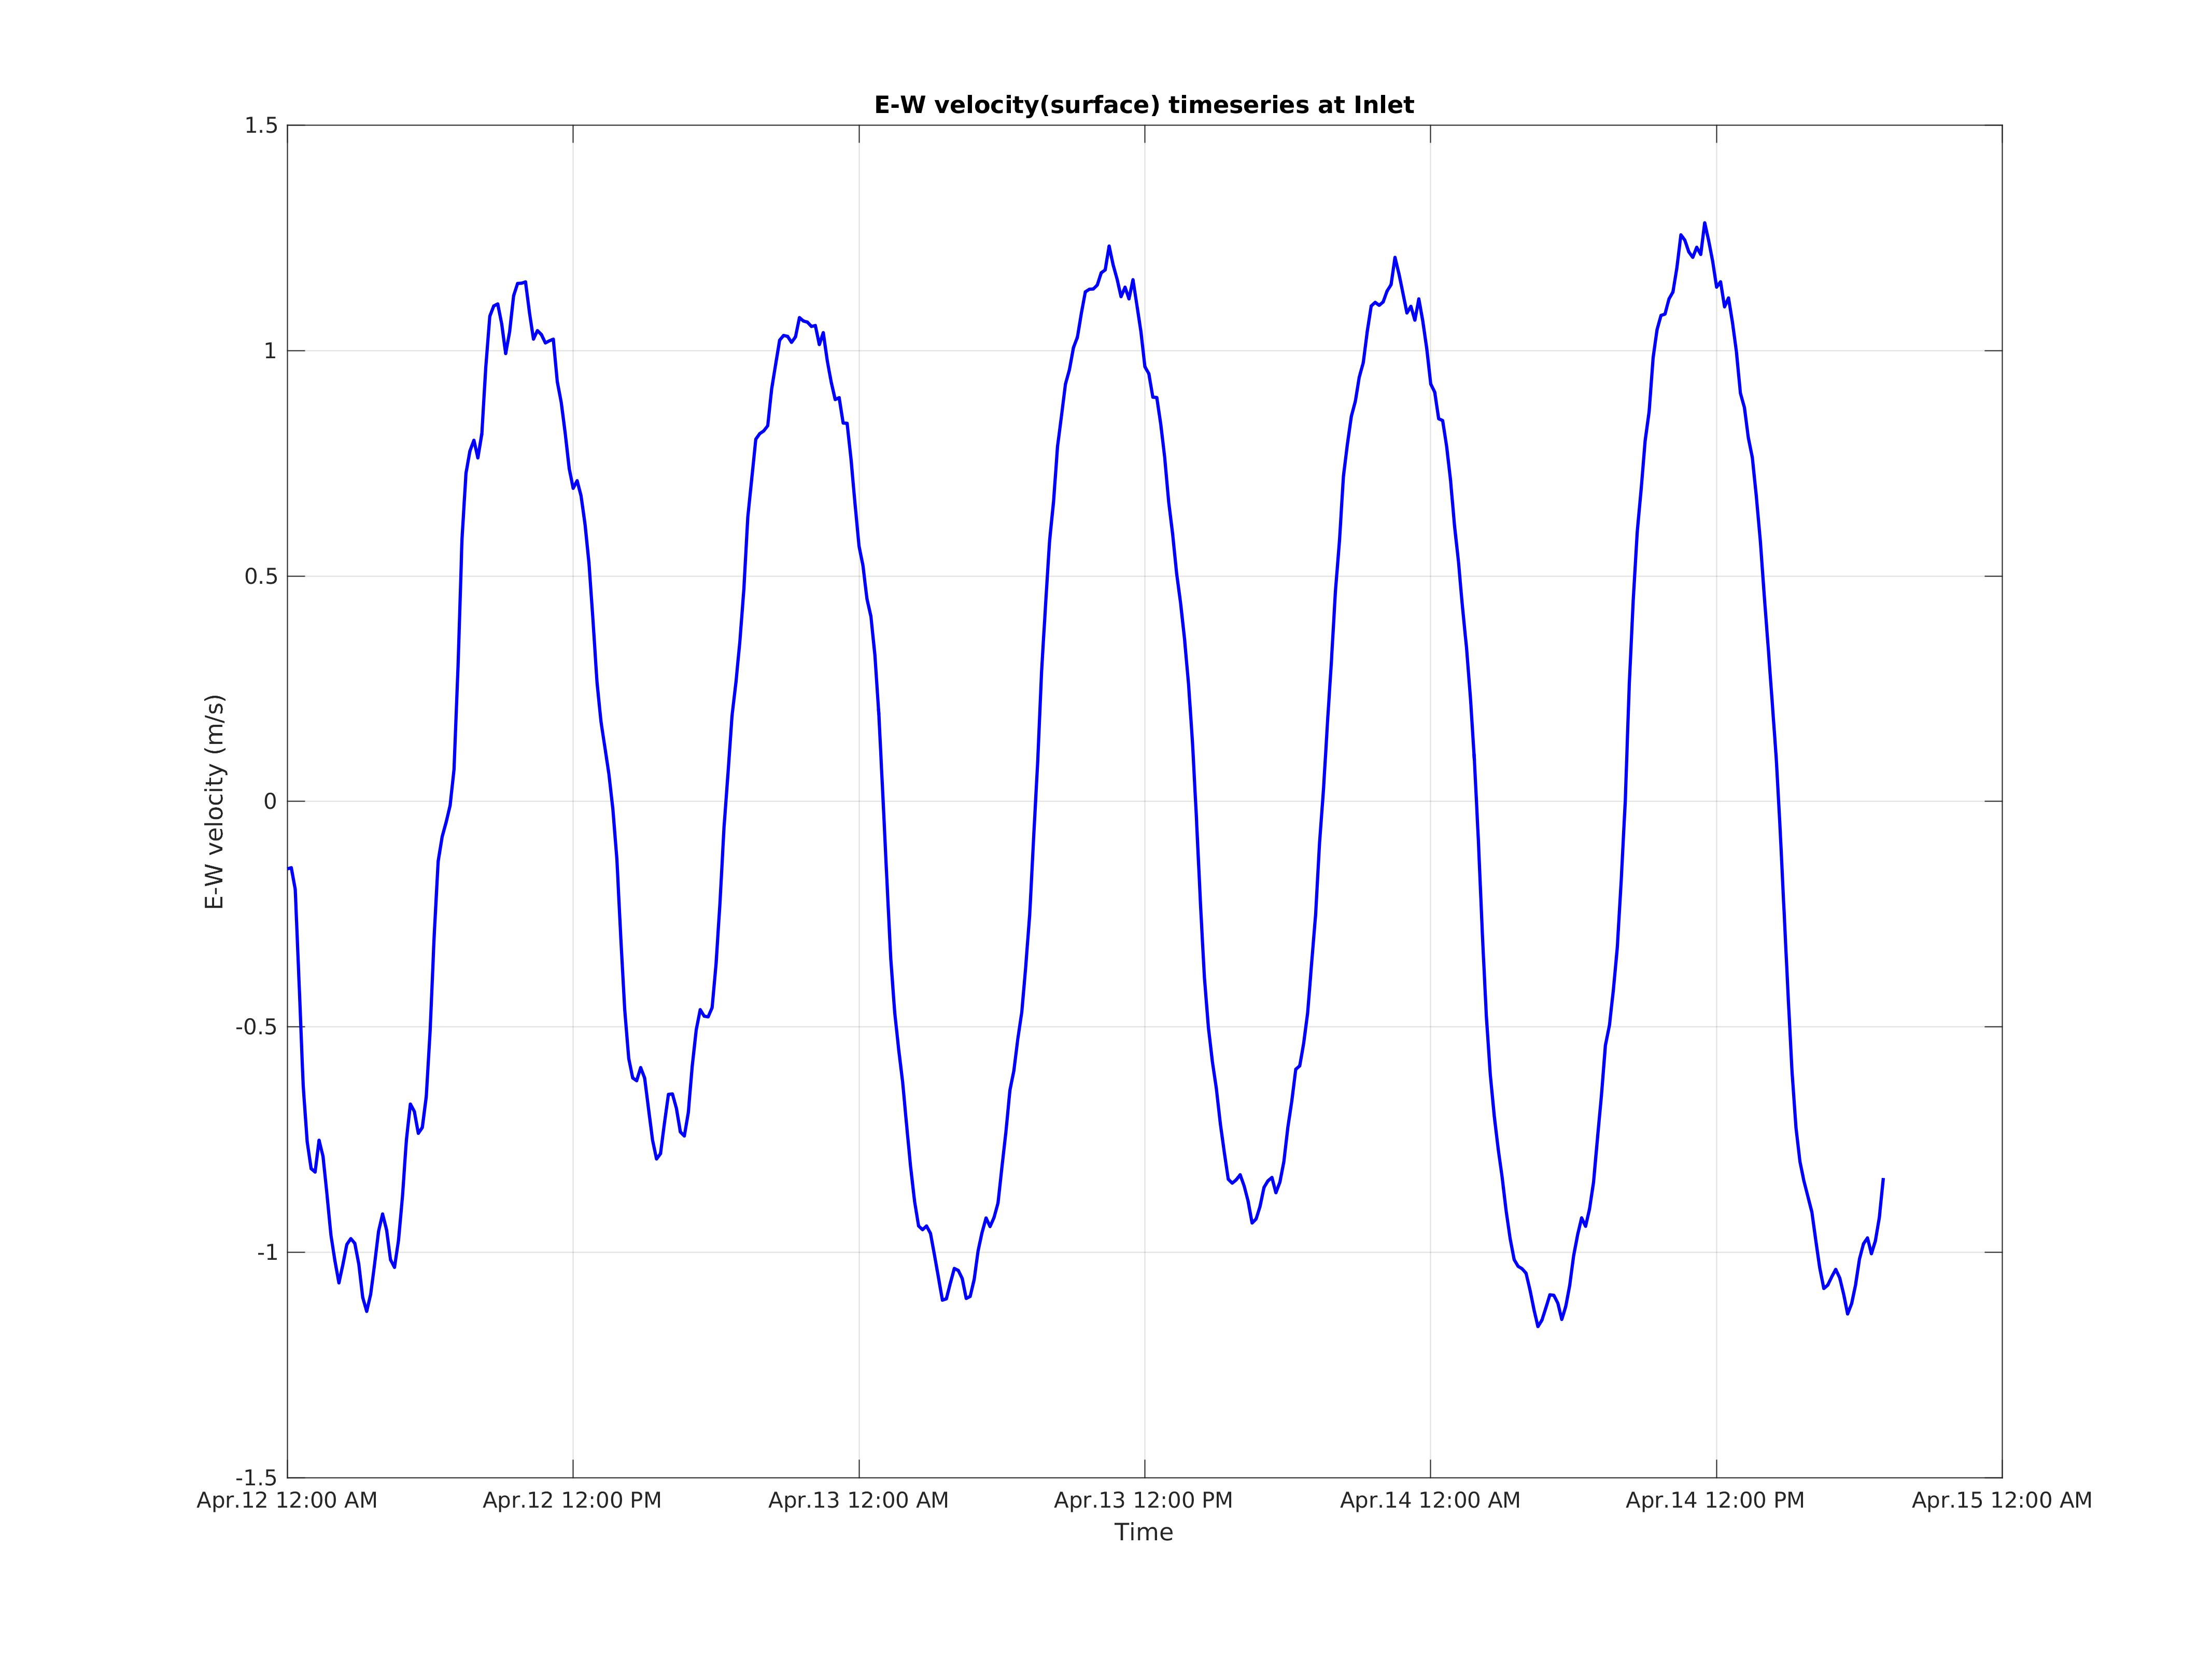 E-W velocity(surface) timeseries at Inlet
1.5
1
0.5
0
-0.5
-1
-1.5
E-W velocity (m/s)
Apr.12 12:00 AM Apr.12 12:00 PM Apr.13 12:00 AM Apr.13 12:00 PM Apr.14 12:00 AM Apr.14 12:00 PM Apr.15 12:00 AM
Time